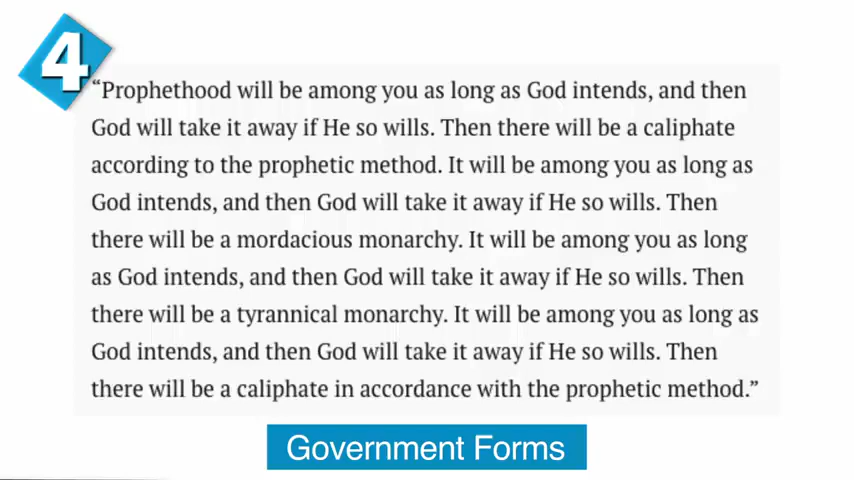 4
“Prophethood will be among you as long as God intends, and then
God will take it away if He so wills. Then there will be a caliphate
according to the prophetic method. It will be among you as long as
God intends, and then God will take it away if He so wills. Then
there will be a mordacious monarchy. It will be among you as long
as God intends, and then God will take it away if He so wills. Then
there will be a tyrannical monarchy. It will be among you as long as
God intends, and then God will take it away if He so wills. Then
there will be a caliphate in accordance with the prophetic method.”
Government Forms